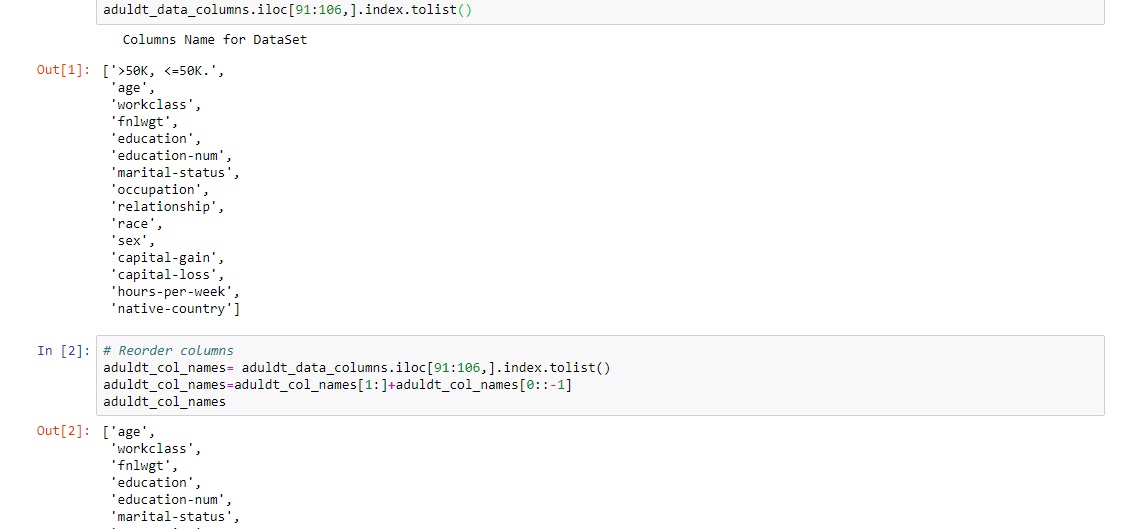 aduldt_data_columns.iloc[91:106,].index.tolist()
Columns Name for DataSet
Out[1]: ['>50K, <=50K.',
'age',
'workclass',
'fnlwgt',
'education',
'education-num',
'marital-status',
'occupation',
'relationship',
'race',
'sex',
'capital-gain',
'capital-loss',
'hours-per-week',
'native-country']
In [2]: # Reorder columns
aduldt_col_names= aduldt_data_columns.iloc[91:106,].index.tolist()
aduldt_col_names=aduldt_col_names[1:]+aduldt_col_names[0::-1]
aduldt_col_names
Out[2]: ['age',
'workclass',
'fnlwgt',
'education',
'education-num',
'marital-status',